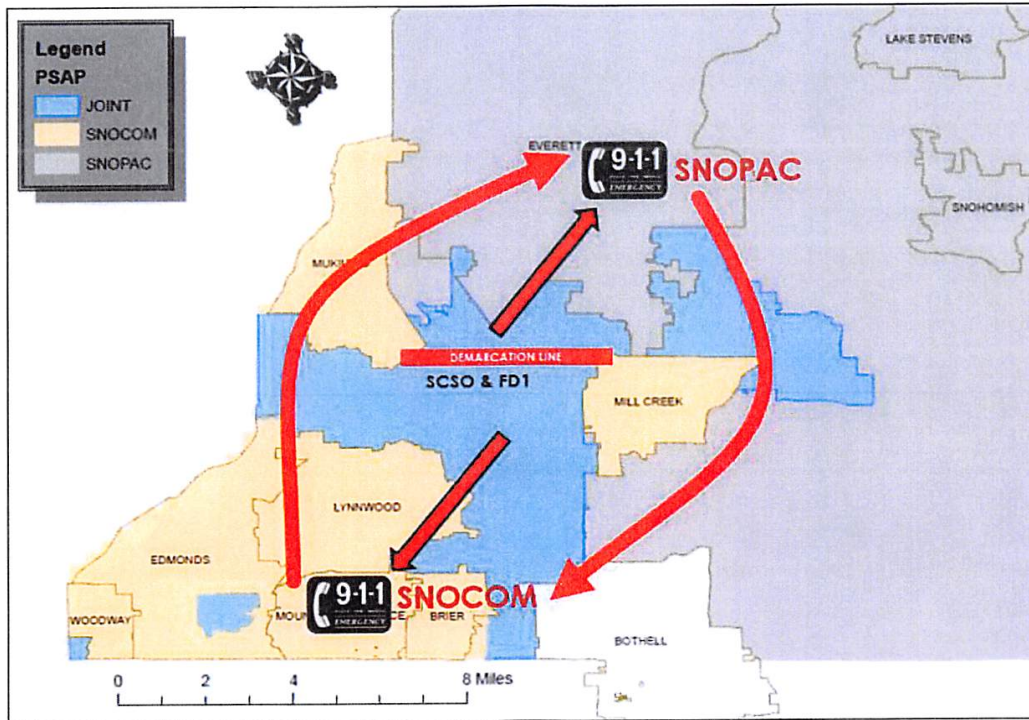 Legend
PSAP
JOINT
SNOCOM
SNOPAC
LAKE STEVENS
EVERETT
9-1-1
EMERGENCY
SNOPAC
SNOHOMISH
DEMARCATION LINE
SCSO & FD1
MILL CREEK
LYNNWOOD
EDMONDS
9-1-1
EMERGENCY
SNOCOM
WOODWAY
BRIER
BOTHELL
0 2 4 8 Miles